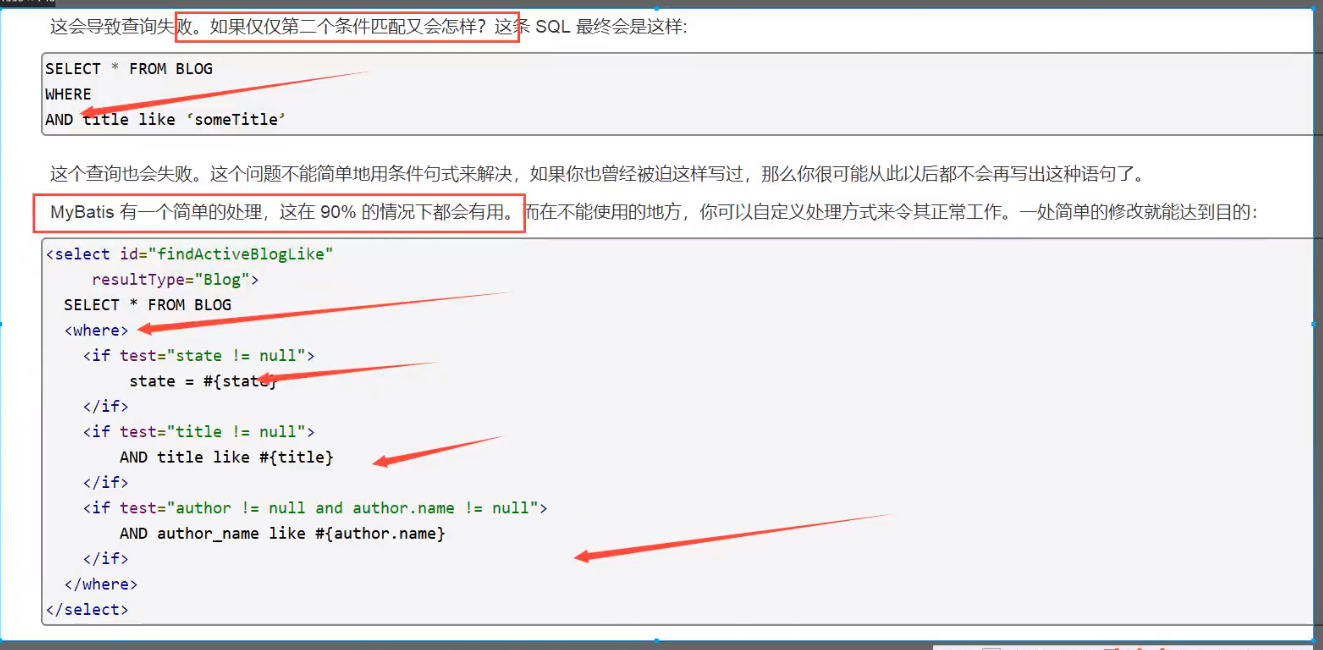 这会导致查询失败。如果仅仅第二个条件匹配又会怎样？这条 SQL 最终会是这样:
SELECT * FROM BLOG
WHERE
AND title like ‘someTitle’
这个查询也会失败。这个问题不能简单地用条件句式来解决，如果你也曾经被迫这样写过，那么你很可能从此以后都不会再写出这种语句了。
MyBatis 有一个简单的处理，这在 90% 的情况下都会有用。而在不能使用的地方，你可以自定义处理方式来令其正常工作。一处简单的修改就能达到目的：
<select id="findActiveBlogLike"
resultType="Blog">
SELECT * FROM BLOG
<where>
<if test="state != null">
state = #{state}
</if>
<if test="title != null">
AND title like #{title}
</if>
<if test="author != null and author.name != null">
AND author_name like #{author.name}
</if>
</where>
</select>